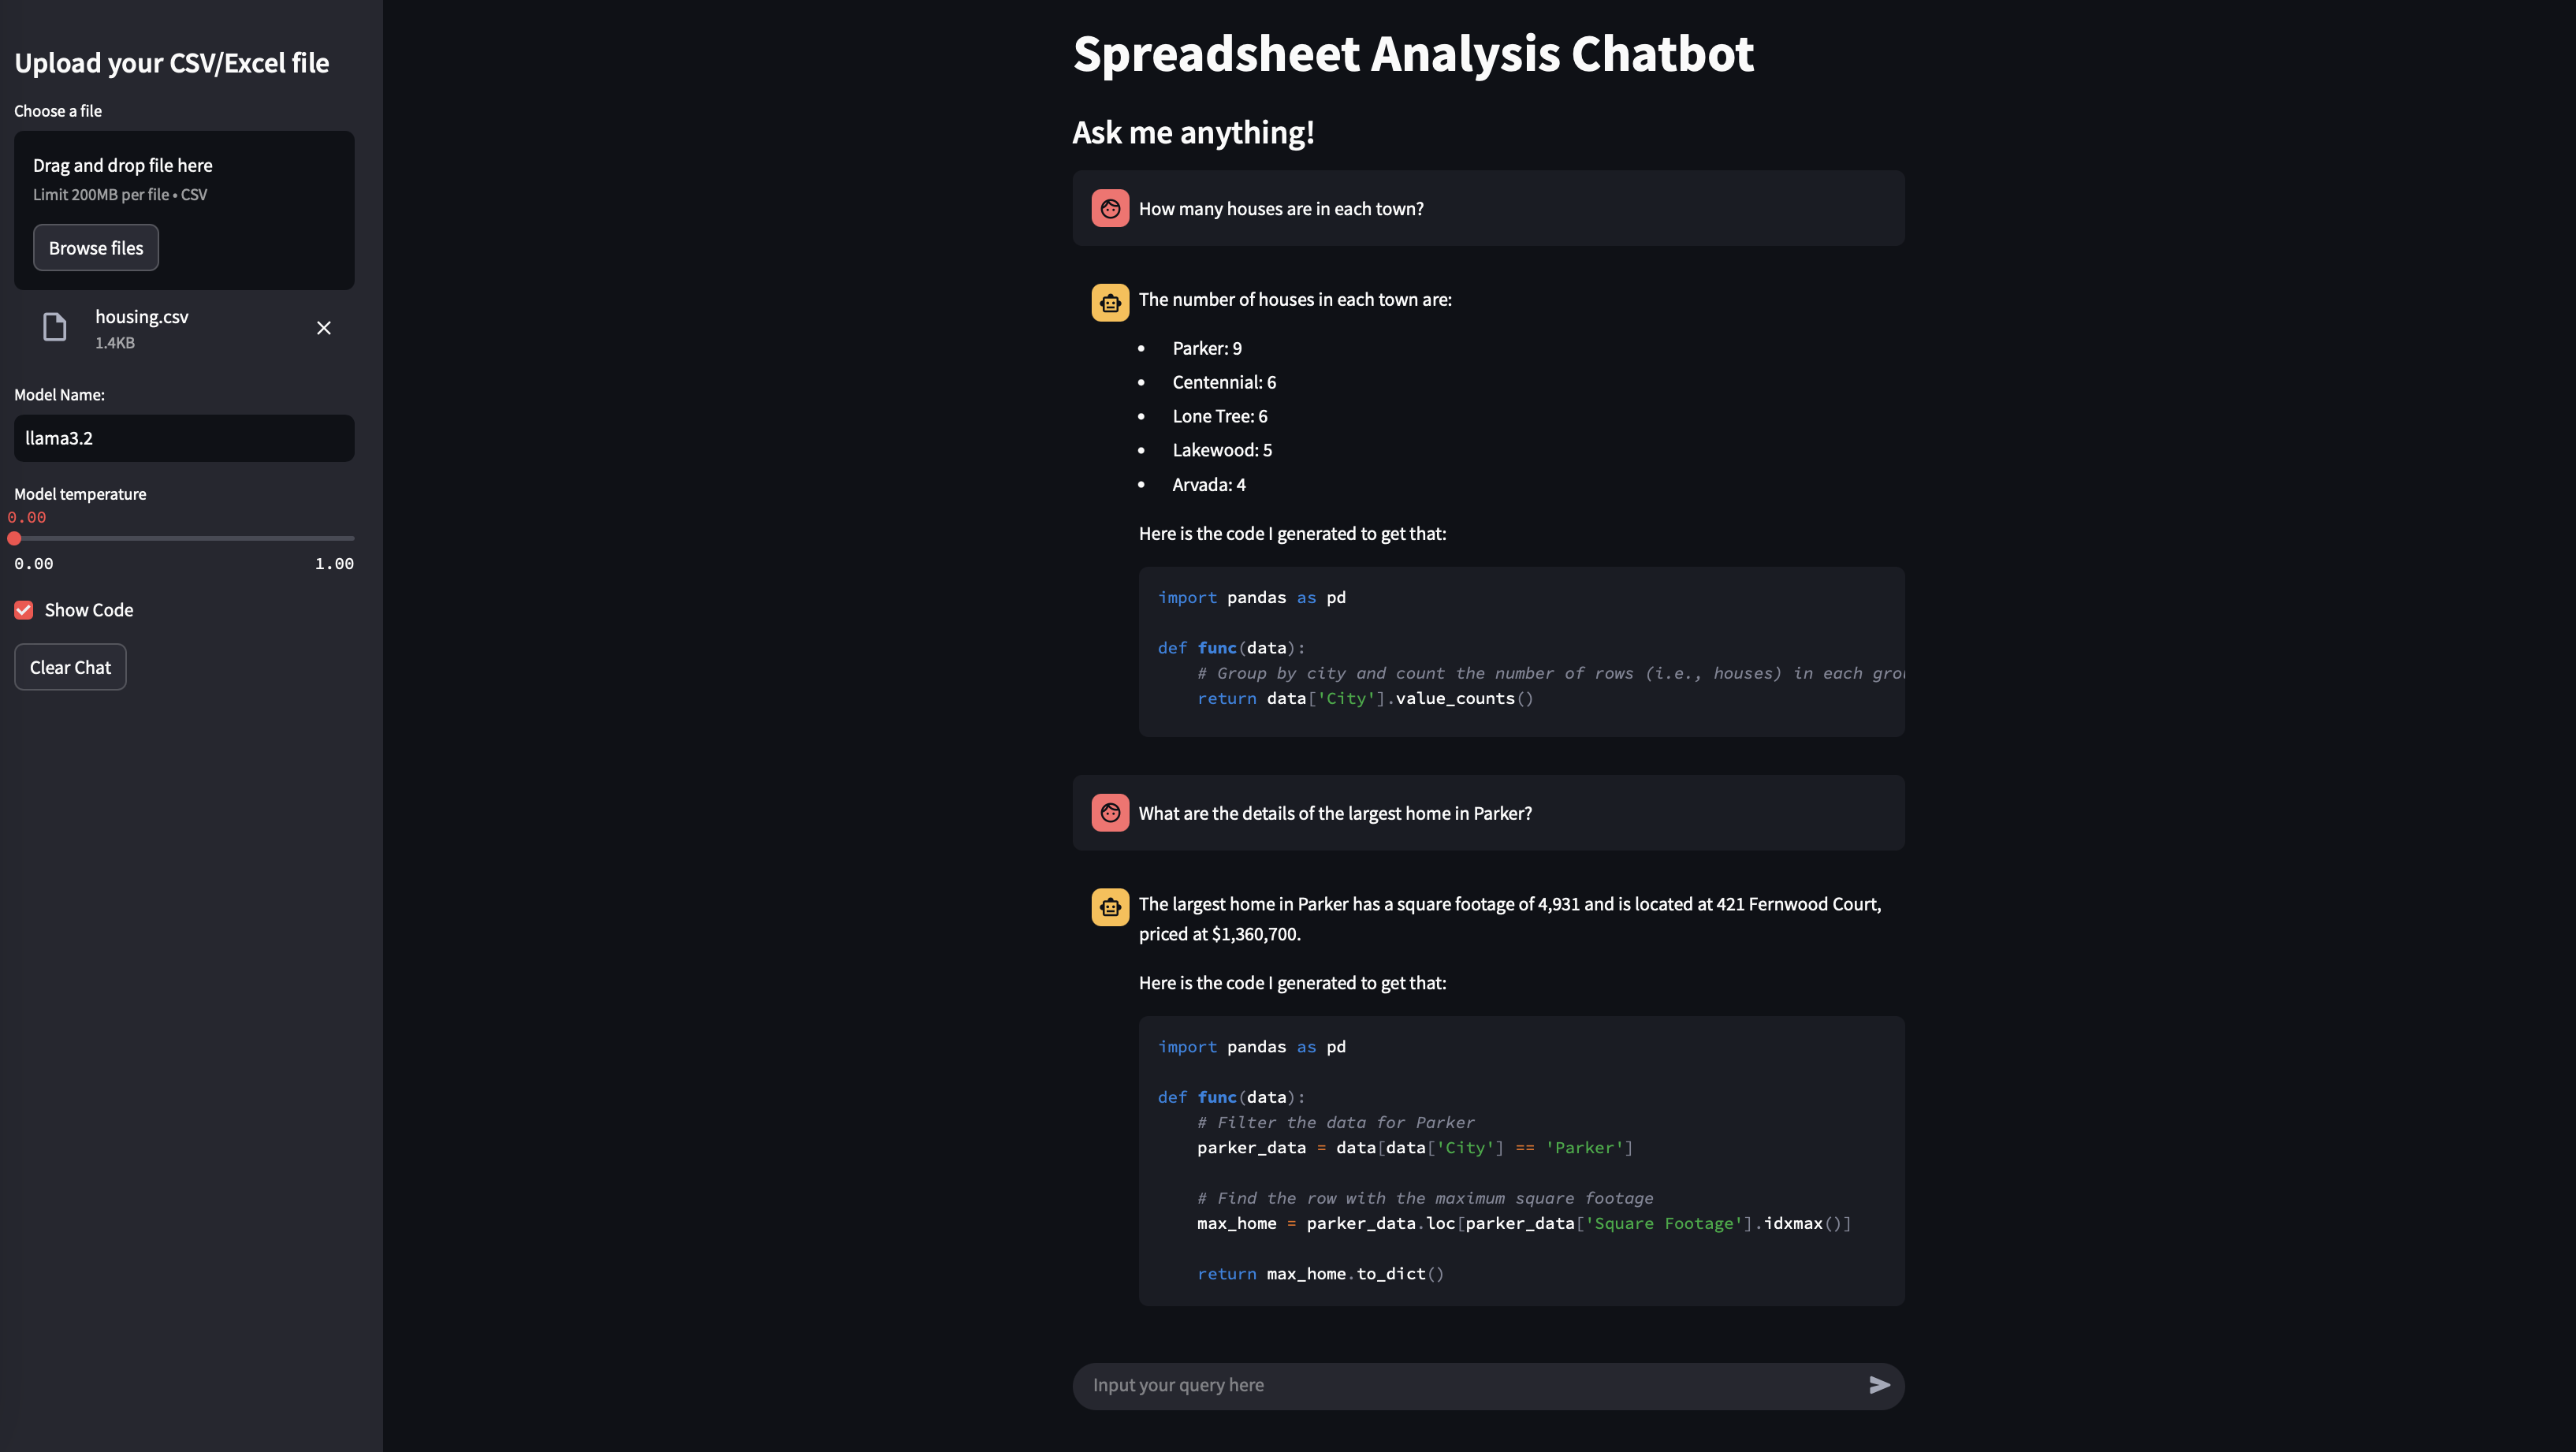 Upload your CSV/Excel file
Choose a file
Drag and drop file here
Limit 200MB per file • CSV
Browse files
housing.csv
1.4KB
Model Name:
llama3.2
Model temperature
0.00
0.00 1.00
Show Code
Clear Chat
Spreadsheet Analysis Chatbot
Ask me anything!
How many houses are in each town?
The number of houses in each town are:
• Parker: 9
• Centennial: 6
• Lone Tree: 6
• Lakewood: 5
• Arvada: 4
Here is the code I generated to get that:
import pandas as pd
def func(data):
# Group by city and count the number of rows (i.e., houses) in each
return data['City'].value_counts()
What are the details of the largest home in Parker?
The largest home in Parker has a square footage of 4,931 and is located at 421 Fernwood Court,
priced at $1,360,700.
Here is the code I generated to get that:
import pandas as pd
def func(data):
# Filter the data for Parker
parker_data = data[data['City'] == 'Parker']
# Find the row with the maximum square footage
max_home = parker_data.loc[parker_data['Square Footage'].idxmax()]
return max_home.to_dict()
Input your query here